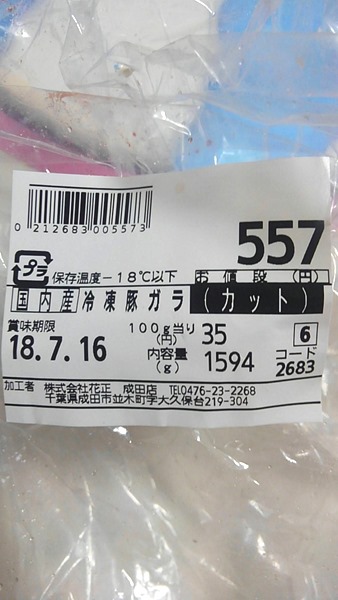 0 212683 005573
557
プラ 保存温度-18℃以下 お値段(円)
国内産 冷凍豚ガラ(カット)
賞味期限 100g当り(円) 35 6
18.7.16 内容量(g) 1594 コード 2683
加工者 株式会社花正 成田店 TEL0476-23-2268
千葉県成田市並木町字大久保台219-304